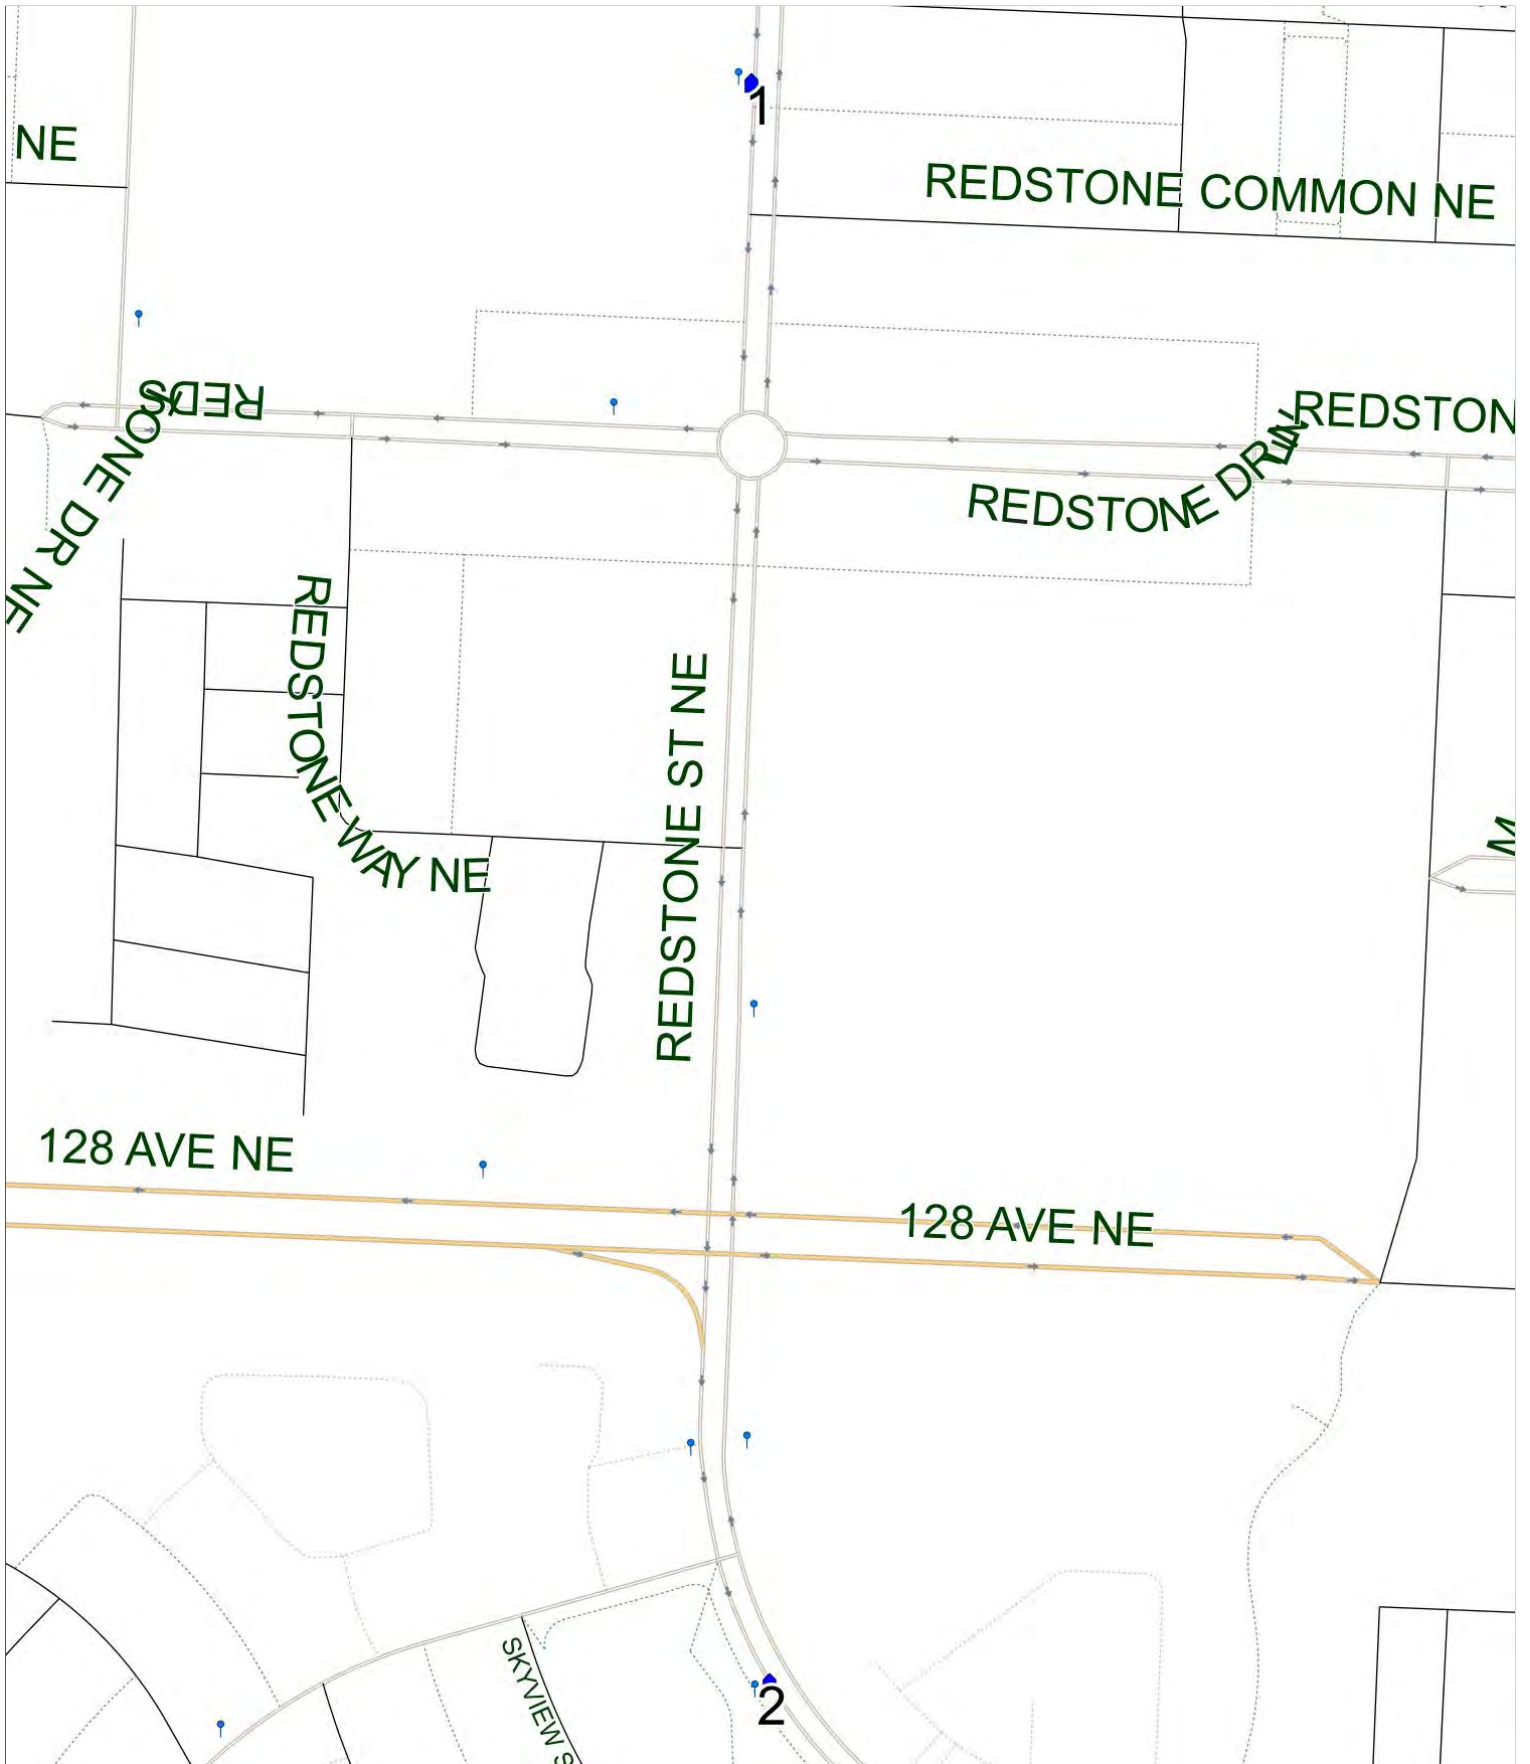 1
NE
REDSTONE COMMON NE
REDS
ONE DR NE
REDSTON
REDSTONE DR N
REDSTONE WAY NE
REDSTONE ST NE
M
128 AVE NE
128 AVE NE
SKYVIEW S
2